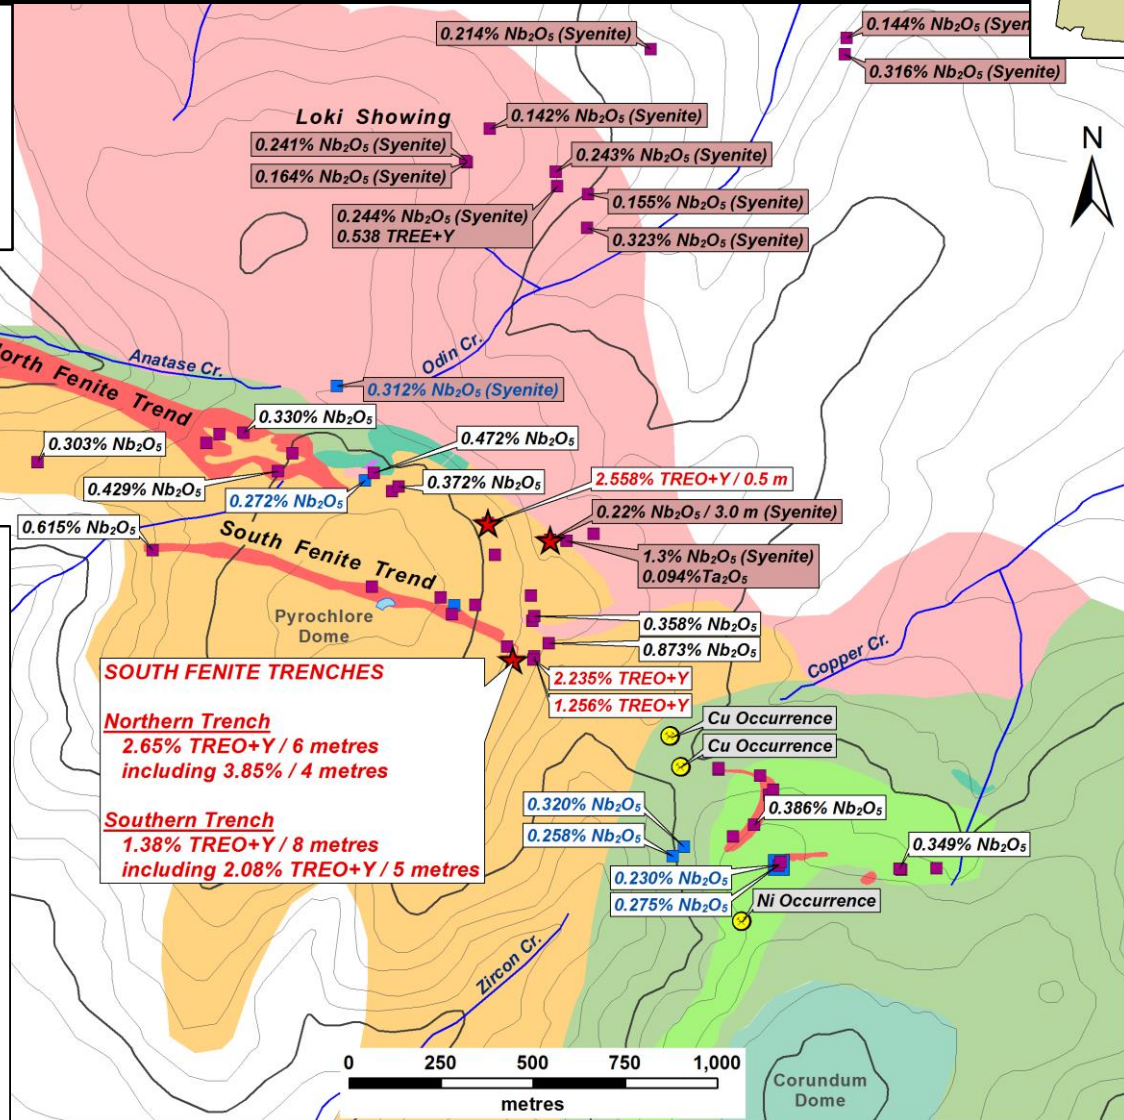 0.214% Nb₂O₅ (Syenite)
0.144% Nb₂O₅
0.316% Nb₂O₅ (Syenite)
Loki Showing
0.142% Nb₂O₅ (Syenite)
0.241% Nb₂O₅ (Syenite)
0.164% Nb₂O₅ (Syenite)
0.243% Nb₂O₅ (Syenite)
0.155% Nb₂O₅ (Syenite)
0.244% Nb₂O₅ (Syenite)
0.538 TREE+Y
0.323% Nb₂O₅ (Syenite)
N
Anatase Cr.
Odin Cr.
North Fenite Trend
0.312% Nb₂O₅ (Syenite)
0.330% Nb₂O₅
0.303% Nb₂O₅
0.472% Nb₂O₅
0.429% Nb₂O₅
0.272% Nb₂O₅
0.372% Nb₂O₅
2.558% TREO+Y / 0.5 m
0.22% Nb₂O₅ / 3.0 m (Syenite)
0.615% Nb₂O₅
South Fenite Trend
1.3% Nb₂O₅ (Syenite)
0.094%Ta₂O₅
Pyrochlore
Dome
0.358% Nb₂O₅
0.873% Nb₂O₅
2.235% TREO+Y
1.256% TREO+Y
Copper Cr.
SOUTH FENITE TRENCHES
Northern Trench
2.65% TREO+Y / 6 metres
including 3.85% / 4 metres
Southern Trench
1.38% TREO+Y / 8 metres
including 2.08% TREO+Y / 5 metres
Cu Occurrence
Cu Occurrence
0.320% Nb₂O₅
0.258% Nb₂O₅
0.386% Nb₂O₅
0.349% Nb₂O₅
0.230% Nb₂O₅
0.275% Nb₂O₅
Ni Occurrence
Zircon Cr.
0 250 500 750 1,000
metres
Corundum
Dome